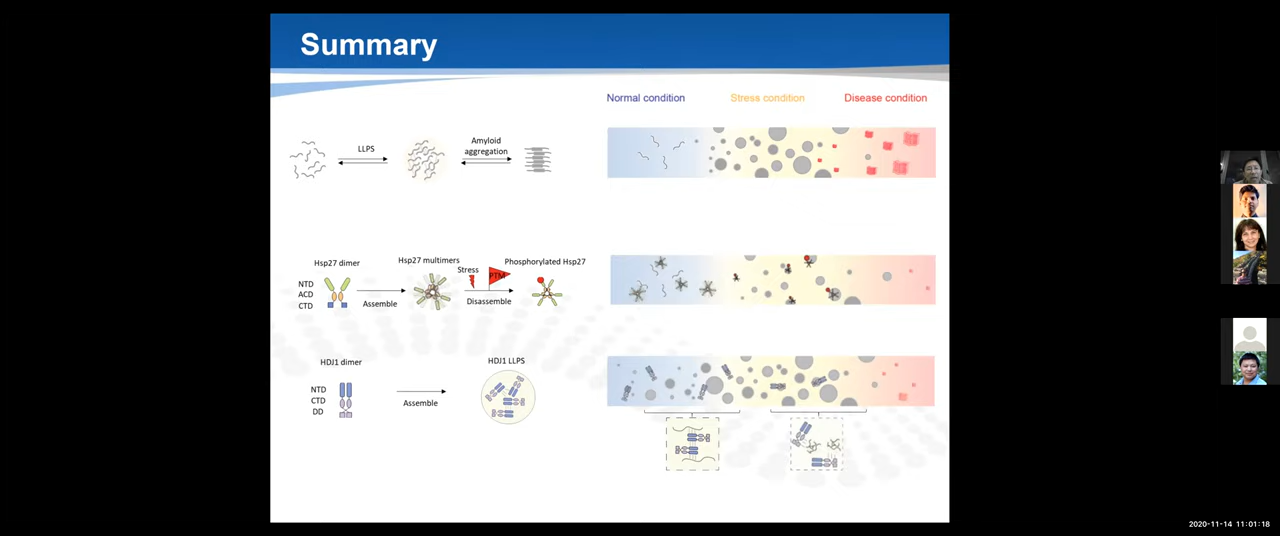 Summary
Normal condition
Stress condition
Disease condition
LLPS
Amyloid
aggregation
Hsp27 dimer
Hsp27 multimers
Stress
PTM
Phosphorylated Hsp27
NTD
ACD
CTD
Assemble
Disassemble
HDJ1 dimer
HDJ1 LLPS
NTD
CTD
DD
Assemble
2020-11-14 11:01:18